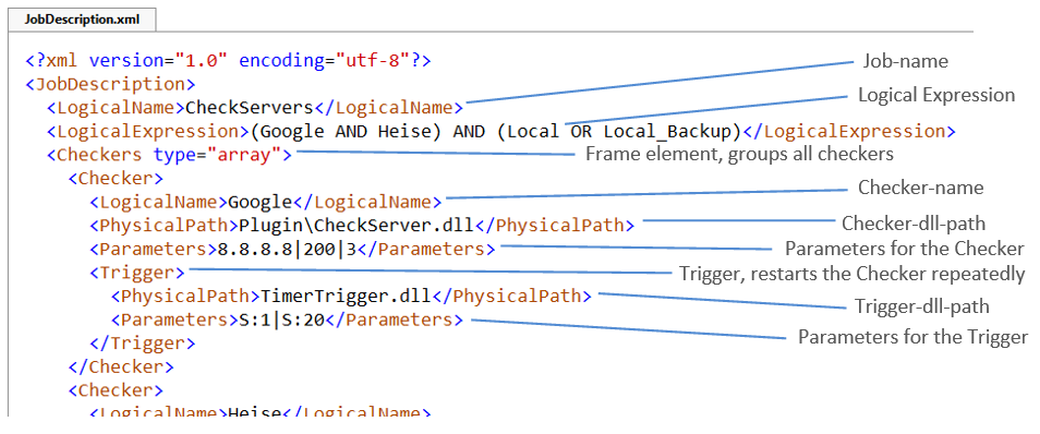 JobDescription.xml
<?xml version="1.0" encoding="utf-8"?>
Job-name
<JobDescription>
<LogicalName>CheckServers</LogicalName>
Logical Expression
<LogicalExpression>(Google AND Heise) AND (Local OR Local_Backup)</LogicalExpression>
<Checkers type="array">
Frame element, groups all checkers
<Checker>
Checker-name
<LogicalName>Google</LogicalName>
<PhysicalPath>Plugin\CheckServer.dll</PhysicalPath>
Checker-dll-path
<Parameters>8.8.8.8|200|3</Parameters>
Parameters for the Checker
<Trigger>
Trigger, restarts the Checker repeatedly
<PhysicalPath>TimerTrigger.dll</PhysicalPath>
Trigger-dll-path
<Parameters>S:1|S:20</Parameters>
Parameters for the Trigger
</Trigger>
</Checker>
<Checker>
<LogicalName>Heise</LogicalName>